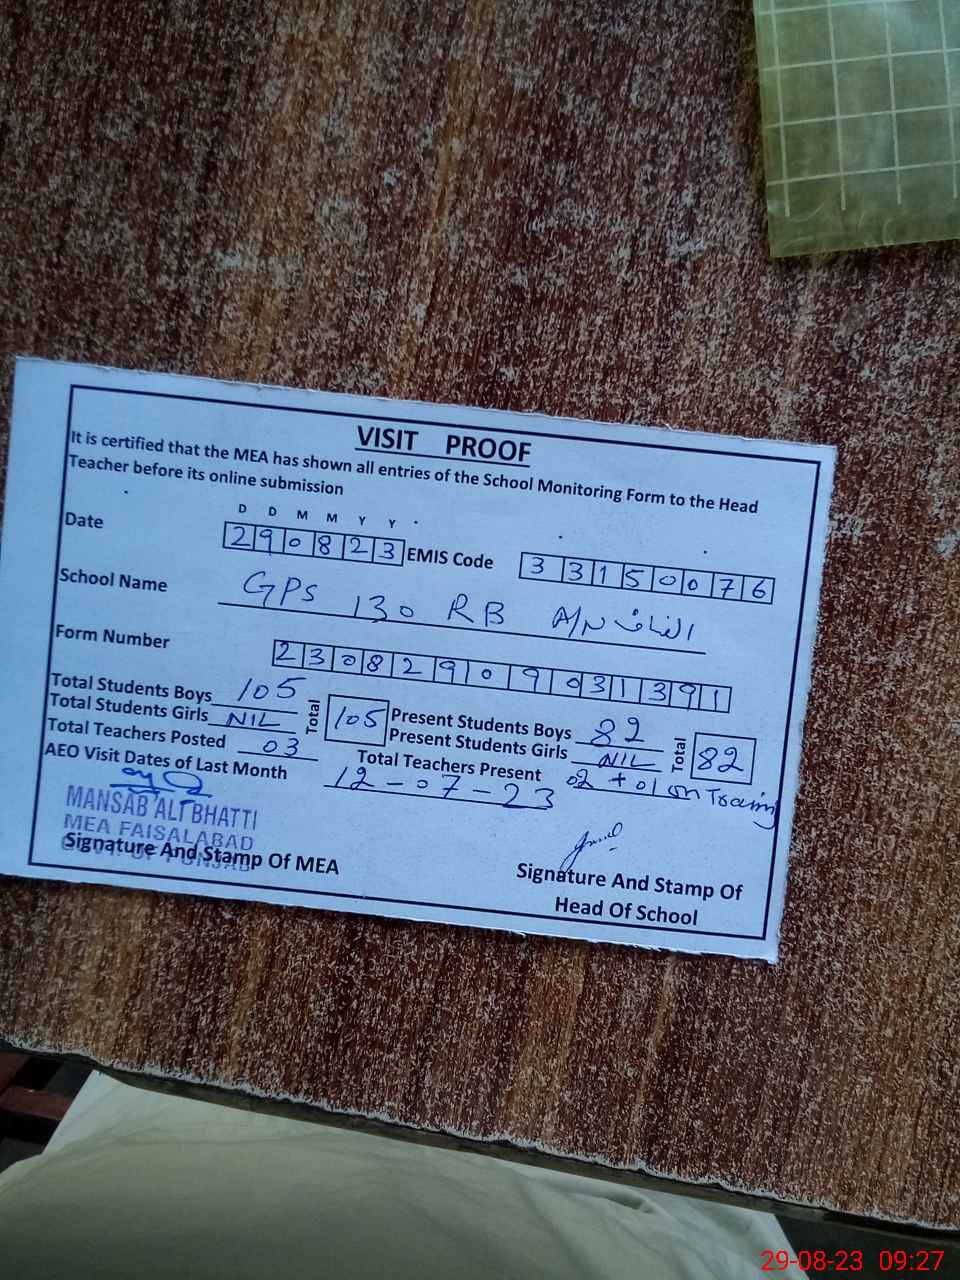 VISIT PROOF
It is certified that the MEA has shown all entries of the School Monitoring Form to the Head
Teacher before its online submission
D D M M Y Y
Date 290823 EMIS Code 33150076
School Name GPS 130 RB A/N
Form Number 230829090931391
Total Students Boys 105 Present Students Boys 82
Total Students Girls NIL Total 105 Present Students Girls NIL Total 82
Total Teachers Posted 03 Total Teachers Present 02 + 01 on Training
AEO Visit Dates of Last Month 12-07-23
MANSAB ALI BHATTI
MEA FAISALABAD
GOVT. OF PUNJAB
Signature And Stamp Of MEA
Signature And Stamp Of
Head Of School
29-08-23 09:27